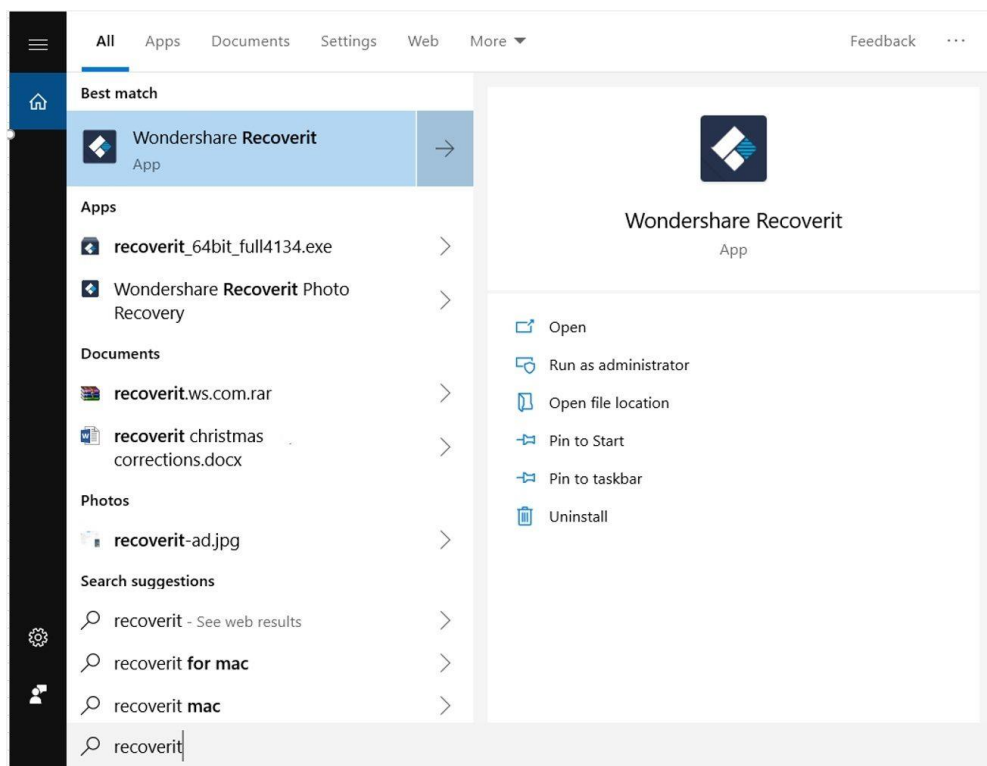 All Apps Documents Settings Web More Feedback ...
Best match
Wondershare Recoverit
App
Apps
recoverit_64bit_full4134.exe
Wondershare Recoverit Photo
Recovery
Documents
recoverit.ws.com.rar
recoverit christmas
corrections.docx
Photos
recoverit-ad.jpg
Search suggestions
recoverit - See web results
recoverit for mac
recoverit mac
recoverit
Wondershare Recoverit
App
Open
Run as administrator
Open file location
Pin to Start
Pin to taskbar
Uninstall